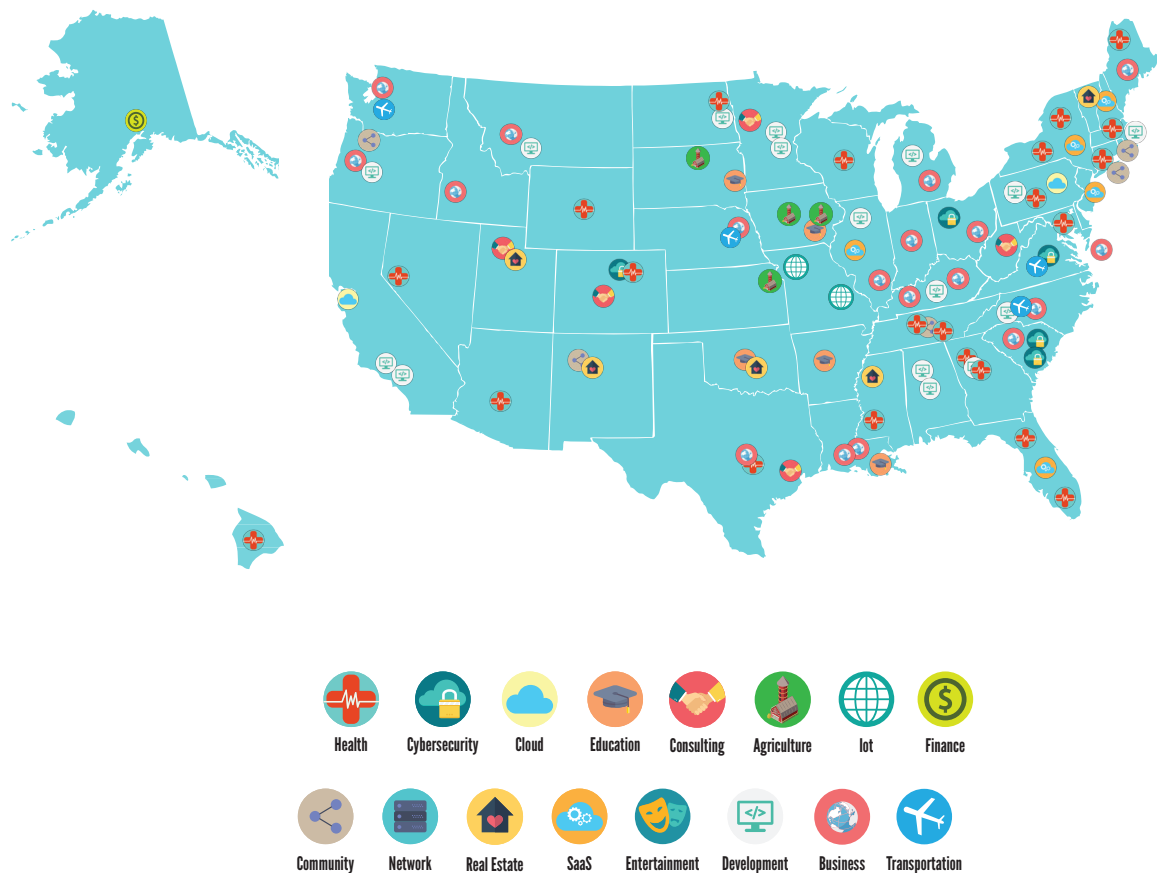 Health
Cybersecurity
Cloud
Education
Consulting
Agriculture
Iot
Finance
Community
Network
Real Estate
SaaS
Entertainment
Development
Business
Transportation